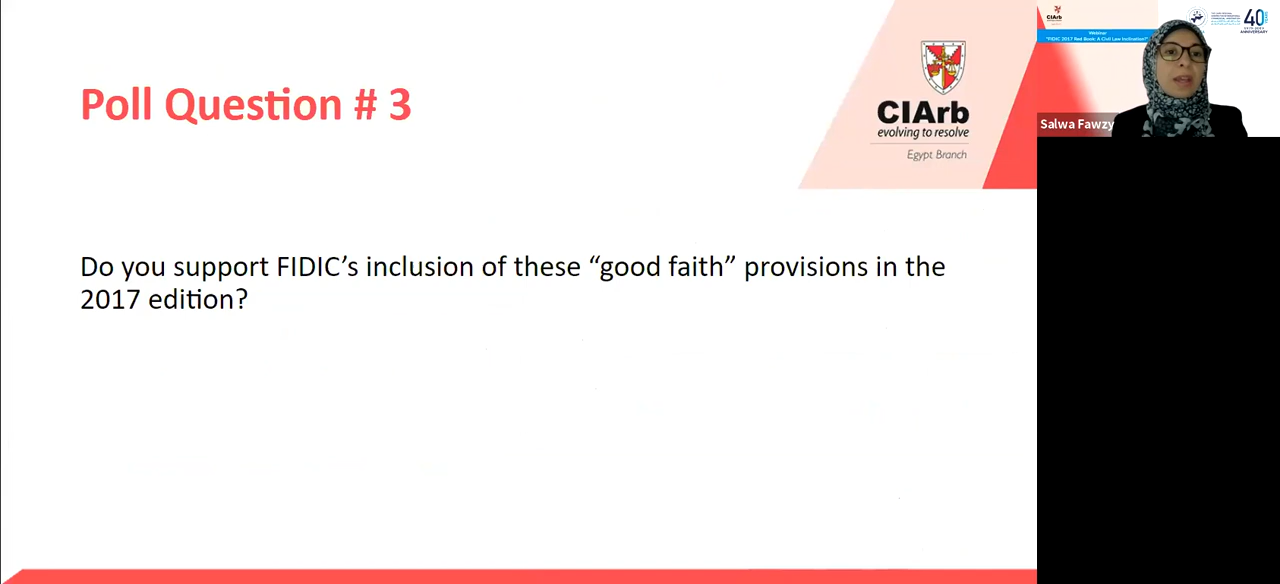 Poll Question # 3
CIArb
evolving to resolve
Egypt Branch
Do you support FIDIC’s inclusion of these “good faith” provisions in the
2017 edition?
CIArb
Webinar
"FIDIC 2017 Red Book: A Civil Law Inclination?"
40
YEARS
ANNIVERSARY
Salwa Fawzy